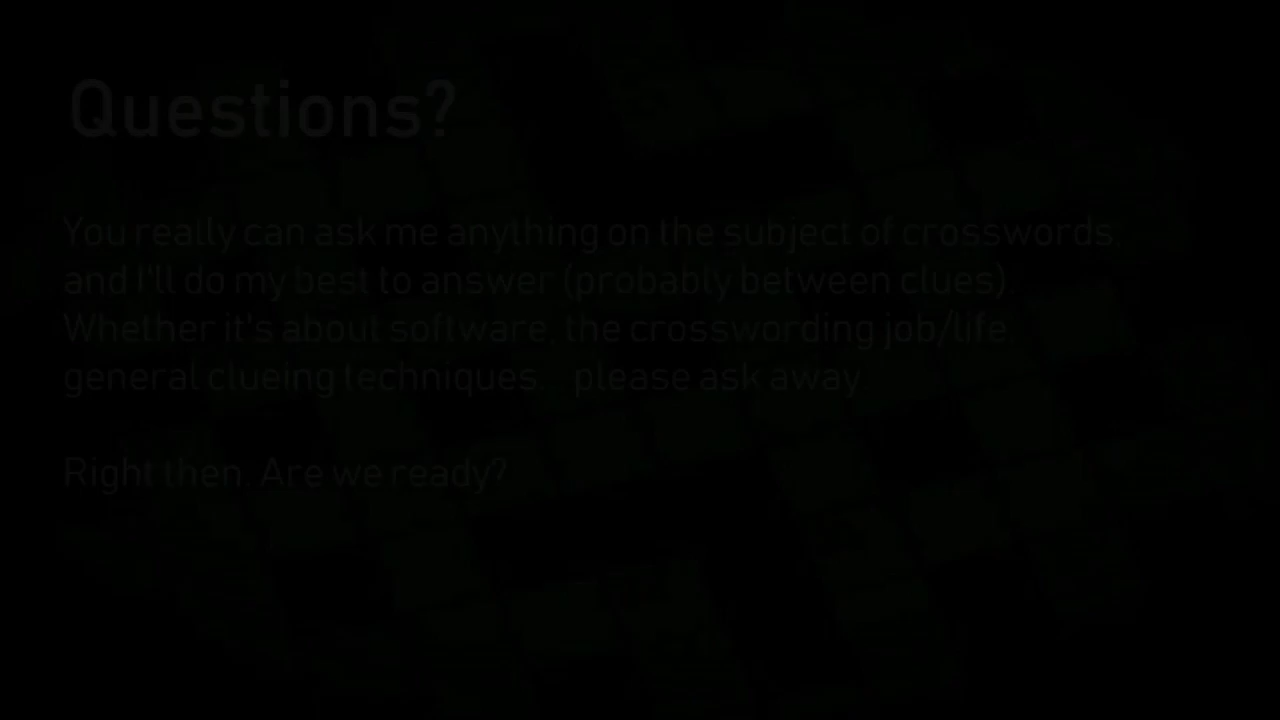 Questions?
You really can ask me anything on the subject of crosswords,
and I'll do my best to answer (probably between clues).
Whether it's about software, the crosswording job/life
general clueing techniques... please ask away.
Right then. Are we ready?